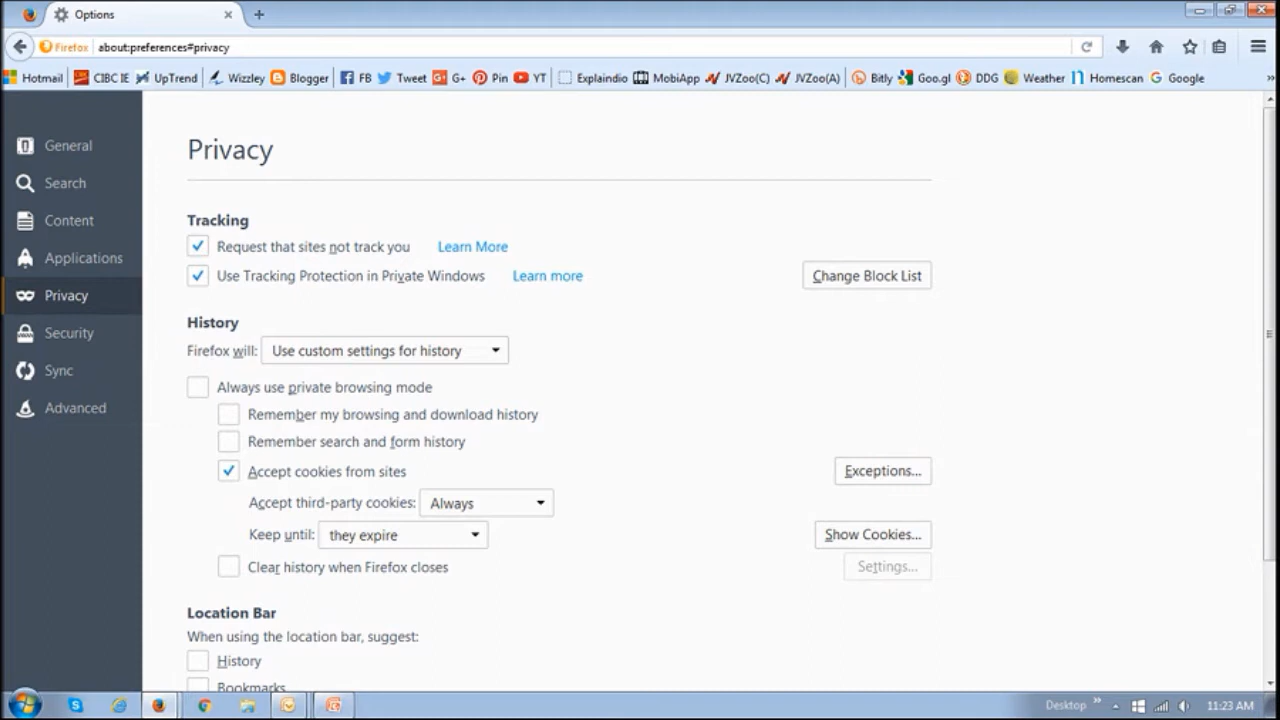 Options
Firefox about:preferences#privacy
Hotmail CIBC IE UpTrend Wizzley Blogger FB Tweet G+ Pin YT Explaindio MobiApp JVZoo(C) JVZoo(A) Bitly Goo.gl DDG Weather Homescan Google
General
Search
Content
Applications
Privacy
Security
Sync
Advanced
Privacy
Tracking
Request that sites not track you Learn More
Use Tracking Protection in Private Windows Learn more Change Block List
History
Firefox will: Use custom settings for history
Always use private browsing mode
Remember my browsing and download history
Remember search and form history
Accept cookies from sites Exceptions...
Accept third-party cookies: Always
Keep until: they expire Show Cookies...
Clear history when Firefox closes Settings...
Location Bar
When using the location bar, suggest:
History
Bookmarks
Desktop 11:23 AM